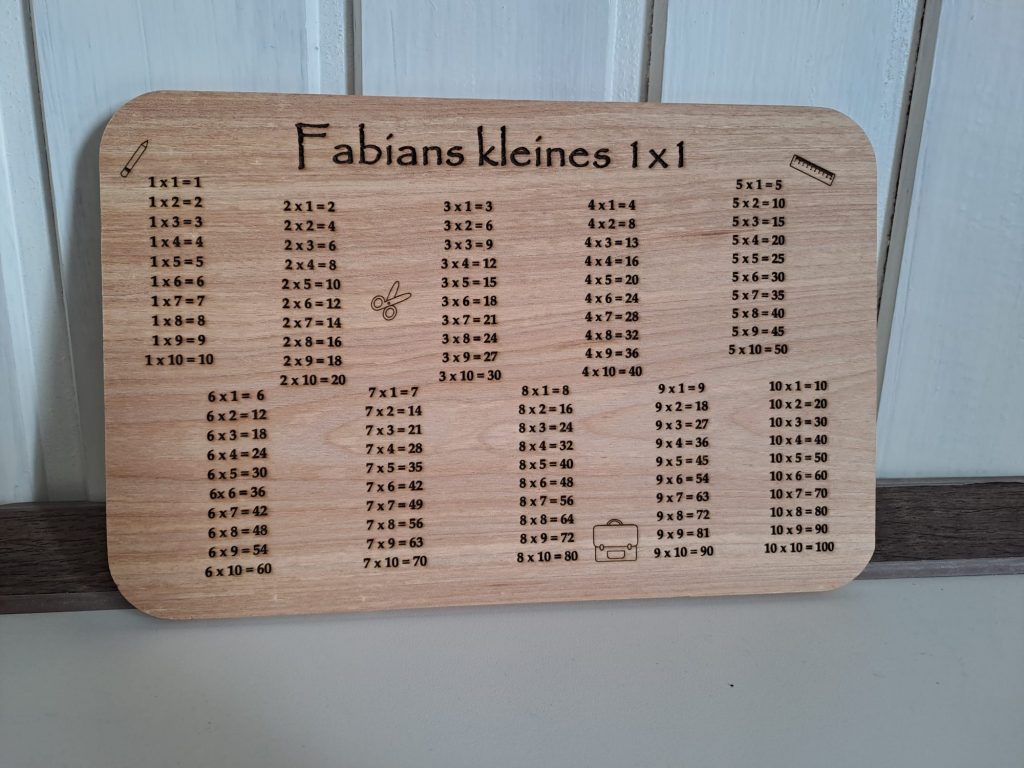 Fabians kleines 1x1
1 x 1 = 1
1 x 2 = 2
1 x 3 = 3
1 x 4 = 4
1 x 5 = 5
1 x 6 = 6
1 x 7 = 7
1 x 8 = 8
1 x 9 = 9
1 x 10 = 10
2 x 1 = 2
2 x 2 = 4
2 x 3 = 6
2 x 4 = 8
2 x 5 = 10
2 x 6 = 12
2 x 7 = 14
2 x 8 = 16
2 x 9 = 18
2 x 10 = 20
3 x 1 = 3
3 x 2 = 6
3 x 3 = 9
3 x 4 = 12
3 x 5 = 15
3 x 6 = 18
3 x 7 = 21
3 x 8 = 24
3 x 9 = 27
3 x 10 = 30
4 x 1 = 4
4 x 2 = 8
4 x 3 = 13
4 x 4 = 16
4 x 5 = 20
4 x 6 = 24
4 x 7 = 28
4 x 8 = 32
4 x 9 = 36
4 x 10 = 40
5 x 1 = 5
5 x 2 = 10
5 x 3 = 15
5 x 4 = 20
5 x 5 = 25
5 x 6 = 30
5 x 7 = 35
5 x 8 = 40
5 x 9 = 45
5 x 10 = 50
6 x 1 = 6
6 x 2 = 12
6 x 3 = 18
6 x 4 = 24
6 x 5 = 30
6x 6 = 36
6 x 7 = 42
6 x 8 = 48
6 x 9 = 54
6 x 10 = 60
7 x 1 = 7
7 x 2 = 14
7 x 3 = 21
7 x 4 = 28
7 x 5 = 35
7 x 6 = 42
7 x 7 = 49
7 x 8 = 56
7 x 9 = 63
7 x 10 = 70
8 x 1 = 8
8 x 2 = 16
8 x 3 = 24
8 x 4 = 32
8 x 5 = 40
8 x 6 = 48
8 x 7 = 56
8 x 8 = 64
8 x 9 = 72
8 x 10 = 80
9 x 1 = 9
9 x 2 = 18
9 x 3 = 27
9 x 4 = 36
9 x 5 = 45
9 x 6 = 54
9 x 7 = 63
9 x 8 = 72
9 x 9 = 81
9 x 10 = 90
10 x 1 = 10
10 x 2 = 20
10 x 3 = 30
10 x 4 = 40
10 x 5 = 50
10 x 6 = 60
10 x 7 = 70
10 x 8 = 80
10 x 9 = 90
10 x 10 = 100